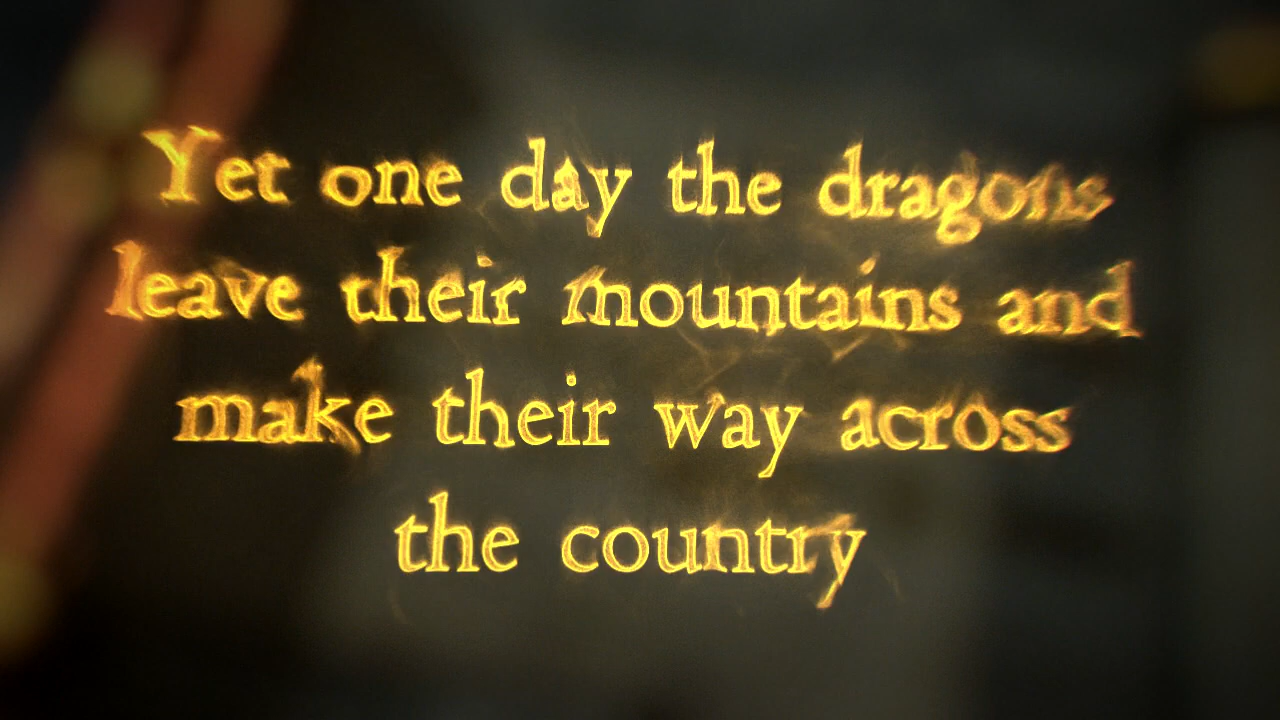 Yet one day the dragons
leave their mountains and
make their way across
the country